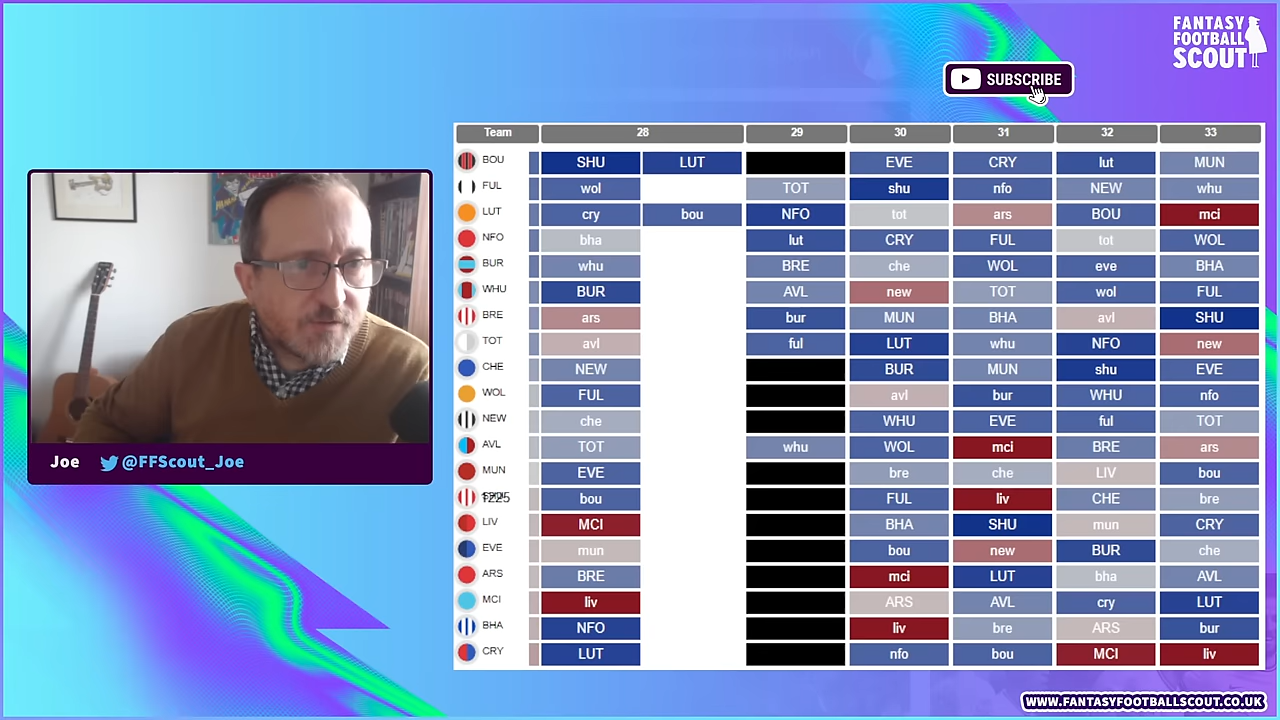 FANTASY
FOOTBALL
SCOUT
SUBSCRIBE
Team 28 29 30 31 32 33
BOU SHU LUT EVE CRY lut MUN
FUL wol TOT shu nfo NEW whu
LUT cry bou NFO tot ars BOU mci
NFO bha lut CRY FUL tot WOL
BUR whu BRE che WOL eve BHA
WHU BUR AVL new TOT wol FUL
BRE ars bur MUN BHA avl SHU
TOT avl ful LUT whu NFO new
CHE NEW BUR MUN shu EVE
WOL FUL avl bur WHU nfo
NEW che WHU EVE ful TOT
AVL TOT whu WOL mci BRE ars
MUN EVE bre che LIV bou
bou FUL liv CHE bre
LIV MCI BHA SHU mun CRY
EVE mun bou new BUR che
ARS BRE mci LUT bha AVL
MCI liv ARS AVL cry LUT
BHA NFO liv bre ARS bur
CRY LUT nfo bou MCI liv
Joe @FFScout_Joe
WWW.FANTASYFOOTBALLSCOUT.CO.UK